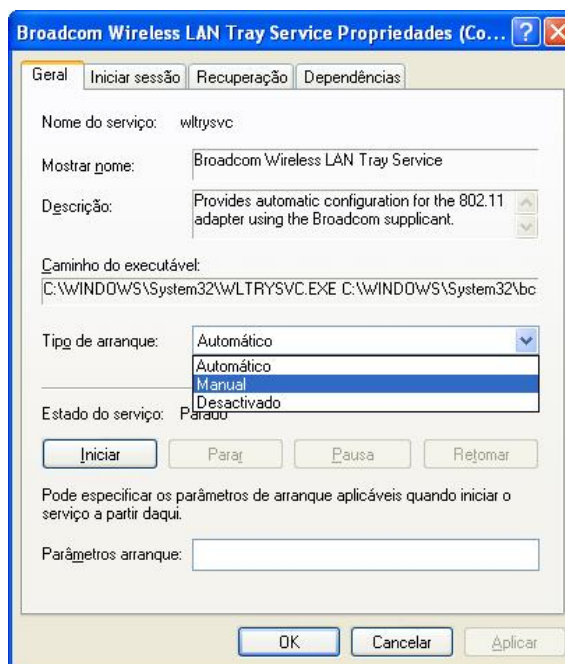 Broadcom Wireless LAN Tray Service Propriedades (Co...
Geral Iniciar sessão Recuperação Dependências
Nome do serviço: wltrysvc
Mostrar nome: Broadcom Wireless LAN Tray Service
Descrição: Provides automatic configuration for the 802.11
adapter using the Broadcom supplicant.
Caminho do executável:
C:\WINDOWS\System32\WLTRYSVC.EXE C:\WINDOWS\System32\bc
Tipo de arranque: Automático
Automático
Manual
Desactivado
Estado do serviço: Parado
Iniciar Parar Pausa Retomar
Pode especificar os parâmetros de arranque aplicáveis quando iniciar o
serviço a partir daqui.
Parâmetros arranque:
OK Cancelar Aplicar